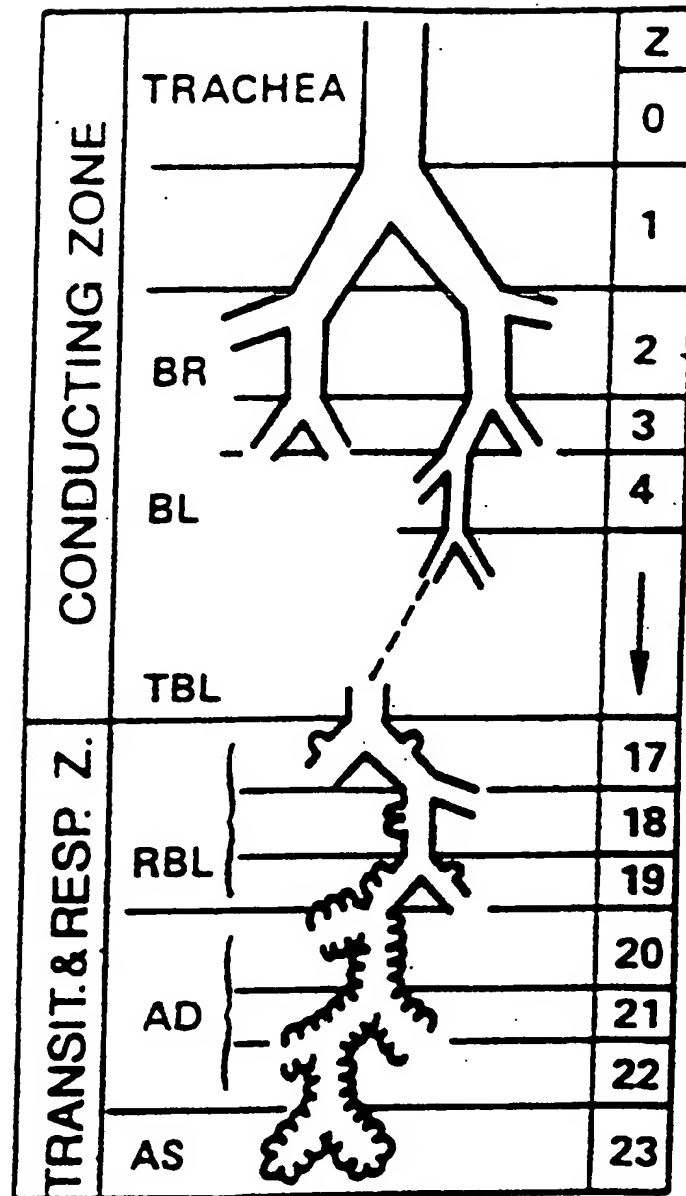 CONDUCTING ZONE
TRANSIT. & RESP. Z.
Z
TRACHEA
0
1
BR
2
3
BL
4
TBL
17
18
RBL
19
20
AD
21
22
AS
23